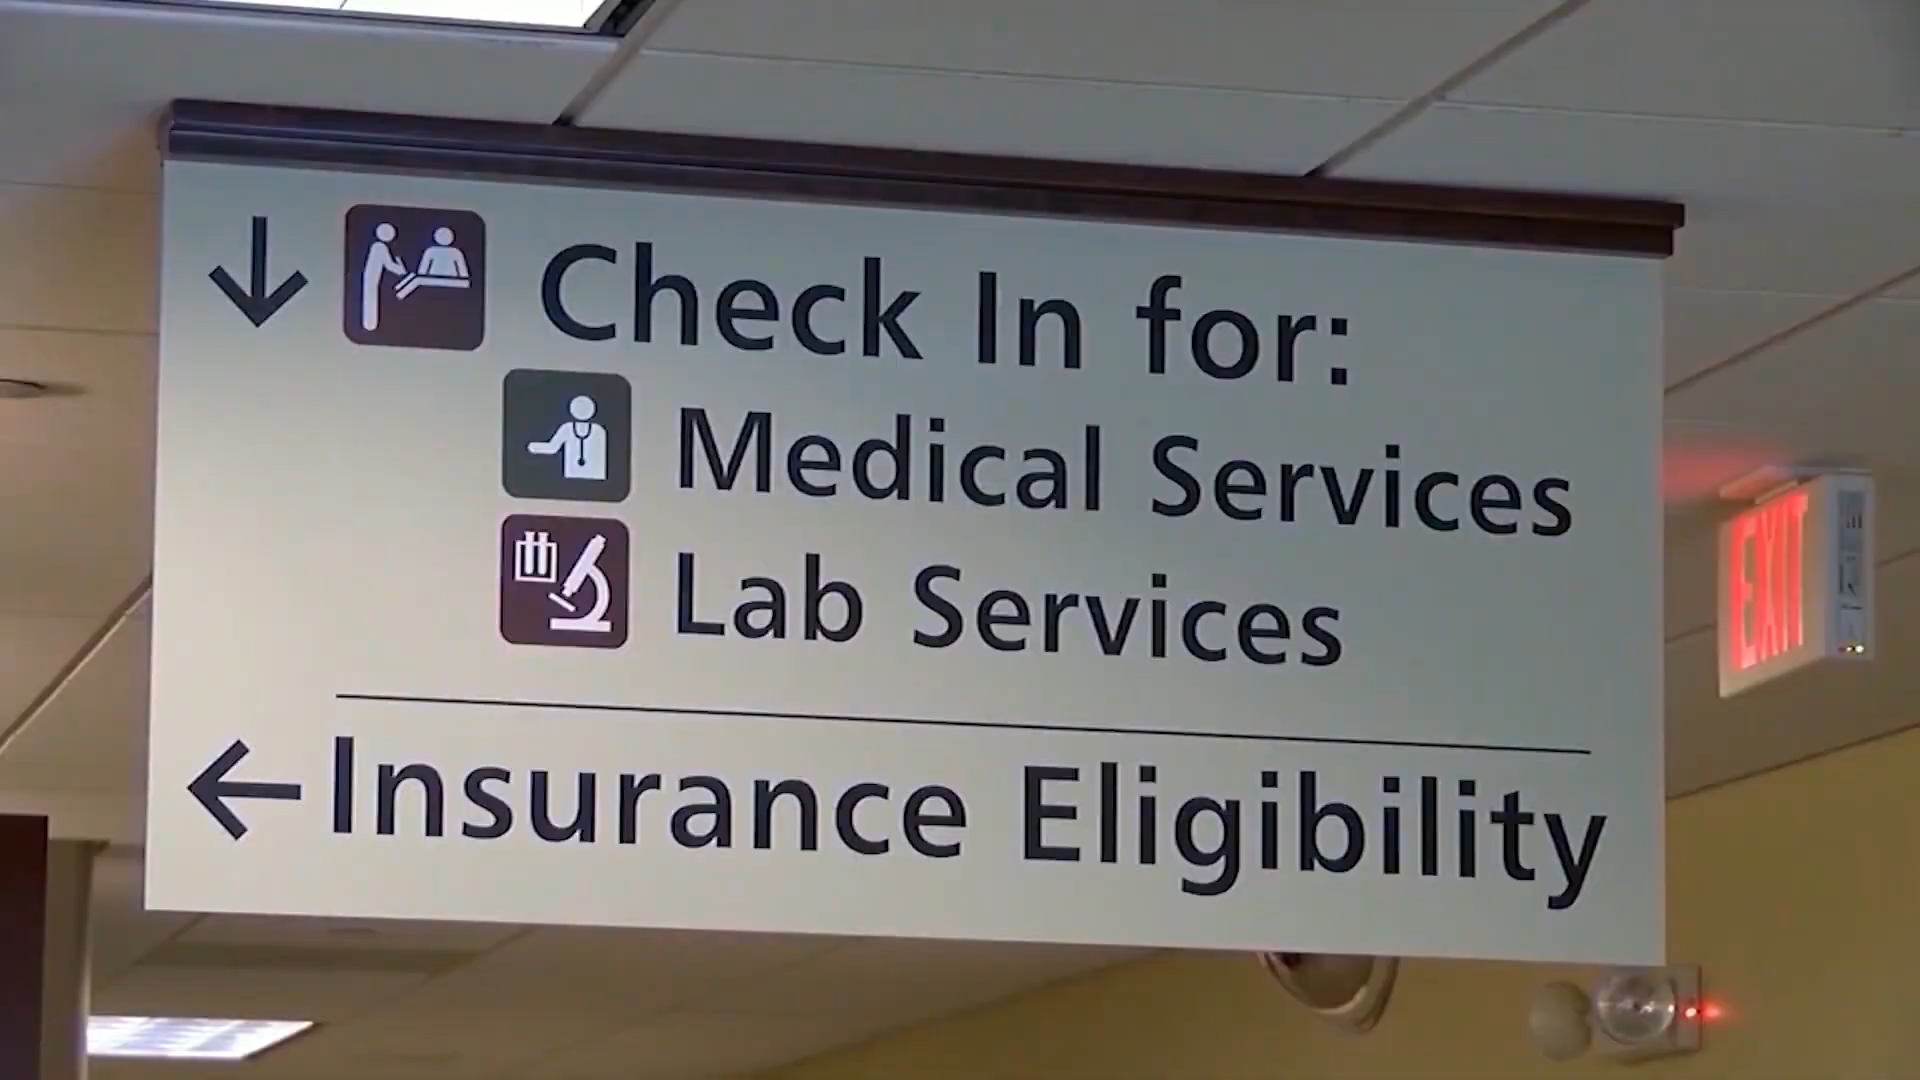 Check In for:
Medical Services
Lab Services
Insurance Eligibility
EXIT